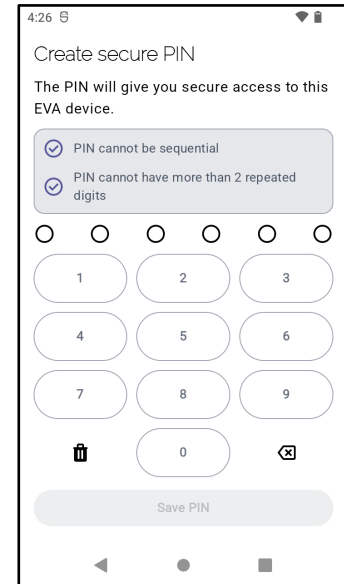 4:26
Create secure PIN
The PIN will give you secure access to this
EVA device.
PIN cannot be sequential
PIN cannot have more than 2 repeated
digits
1 2 3
4 5 6
7 8 9
0
Save PIN